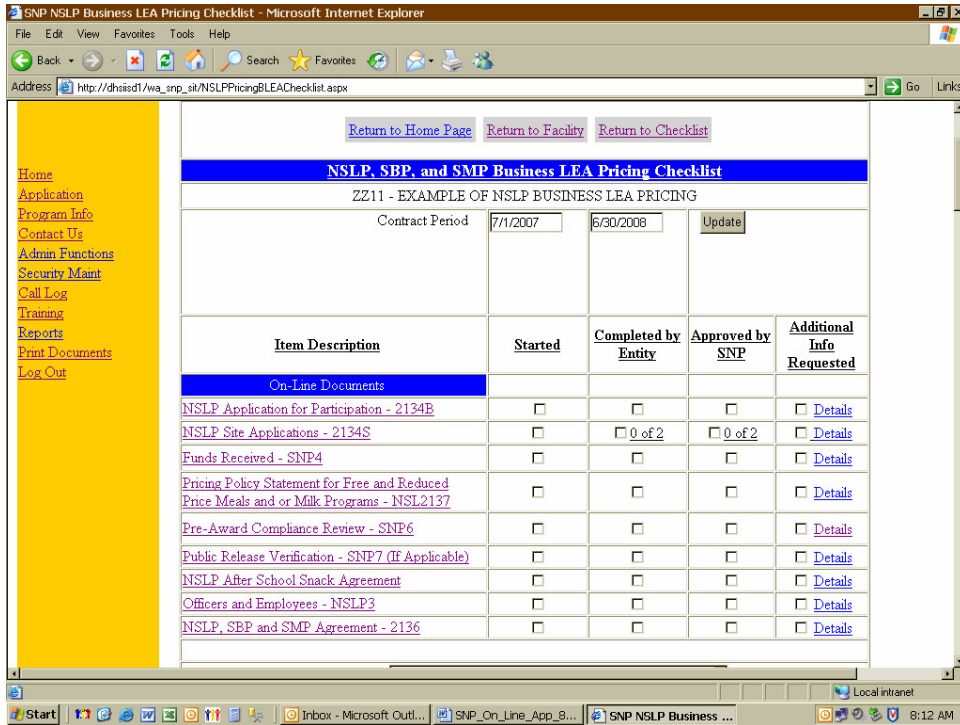 SNP NSLP Business LEA Pricing Checklist - Microsoft Internet Explorer
File Edit View Favorites Tools Help
Back Search Favorites
Address http://dhsiisd1/wa_snp_sit/NSLPPricingBLEAChecklist.aspx Go Links
Return to Home Page Return to Facility Return to Checklist
Home
Application
Program Info
Contact Us
Admin Functions
Security Maint
Call Log
Training
Reports
Print Documents
Log Out
NSLP, SBP, and SMP Business LEA Pricing Checklist
ZZ11 - EXAMPLE OF NSLP BUSINESS LEA PRICING
Contract Period 7/1/2007 6/30/2008 Update
Item Description Started Completed by Entity Approved by SNP Additional Info Requested
On-Line Documents
NSLP Application for Participation - 2134B Details
NSLP Site Applications - 2134S 0 of 2 0 of 2 Details
Funds Received - SNP4 Details
Pricing Policy Statement for Free and Reduced
Price Meals and or Milk Programs - NSL2137 Details
Pre-Award Compliance Review - SNP6 Details
Public Release Verification - SNP7 (If Applicable) Details
NSLP After School Snack Agreement Details
Officers and Employees - NSLP3 Details
NSLP, SBP and SMP Agreement - 2136 Details
Local intranet
Start Inbox - Microsoft Outl... SNP_On_Line_App_8... SNP NSLP Business ... 8:12 AM